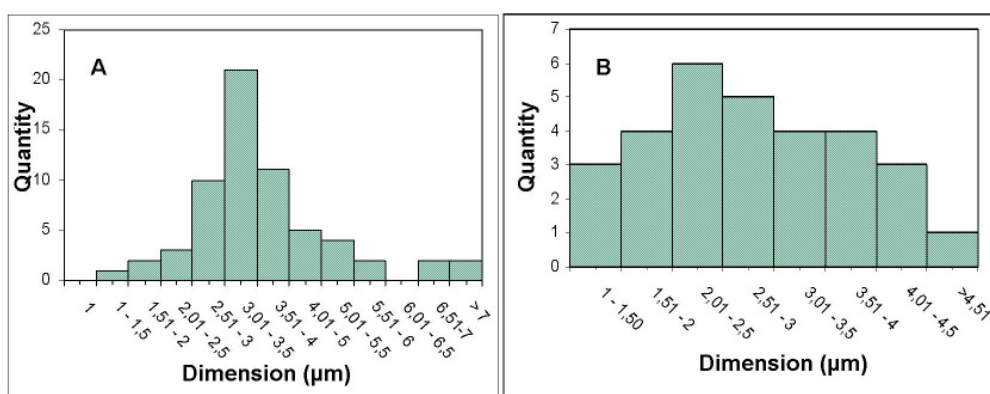 A
25
20
15
10
5
0
Quantity
1
1 - 1,5
1,51 - 2
2,01 - 2,5
2,51 - 3
3,01 - 3,5
3,51 - 4
4,01 - 5
5,01 - 5,5
5,51 - 6
6,01 - 6,5
6,51-7
> 7
Dimension (µm)
B
7
6
5
4
3
2
1
0
Quantity
1 - 1,50
1,51 - 2
2,01 - 2,5
2,51 - 3
3,01 - 3,5
3,51 - 4
4,01 - 4,5
>4,51
Dimension (µm)